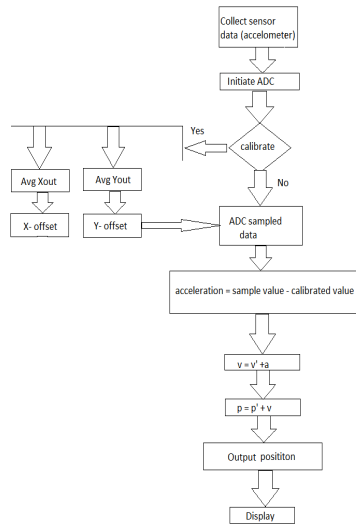 Collect sensor
data (accelometer)
Initiate ADC
Yes
calibrate
Avg Xout
Avg Yout
No
X- offset
Y- offset
ADC sampled
data
acceleration = sample value - calibrated value
v = v' +a
p = p' + v
Output posititon
Display